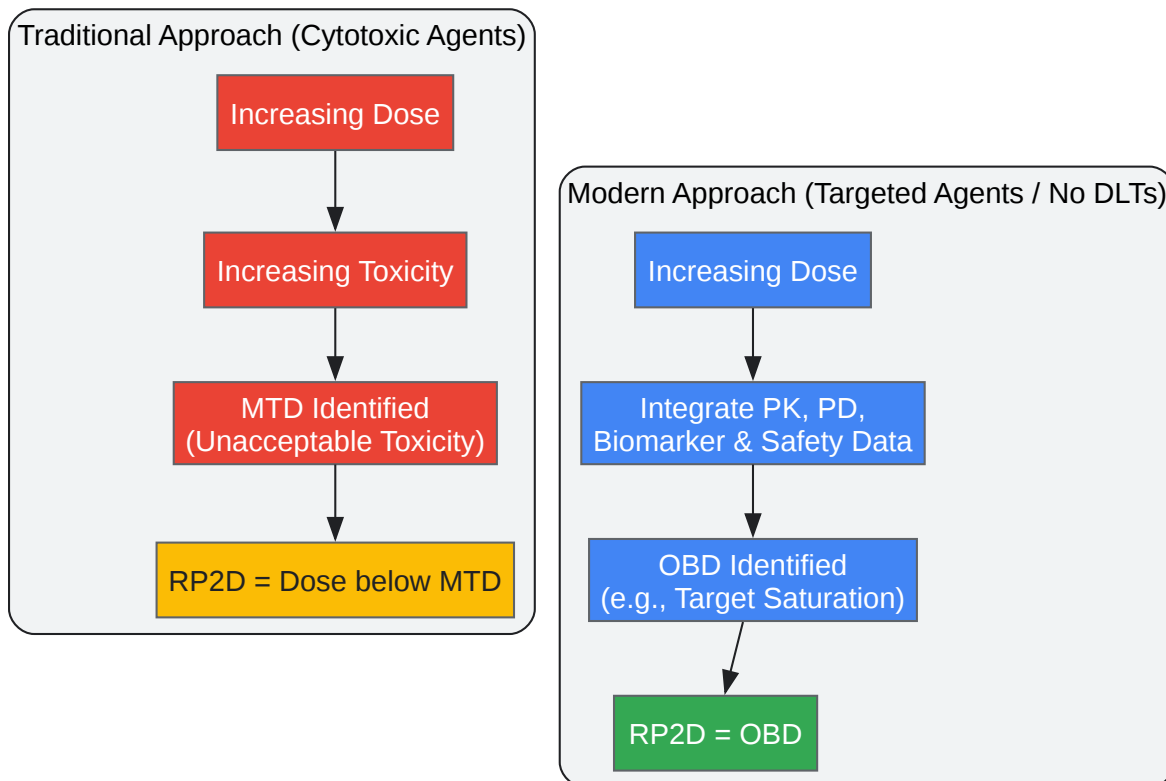 Traditional Approach (Cytotoxic Agents)
Increasing Dose
Increasing Toxicity
MTD Identified
(Unacceptable Toxicity)
RP2D = Dose below MTD
Modern Approach (Targeted Agents / No DLTs)
Increasing Dose
Integrate PK, PD,
Biomarker & Safety Data
OBD Identified
(e.g., Target Saturation)
RP2D = OBD